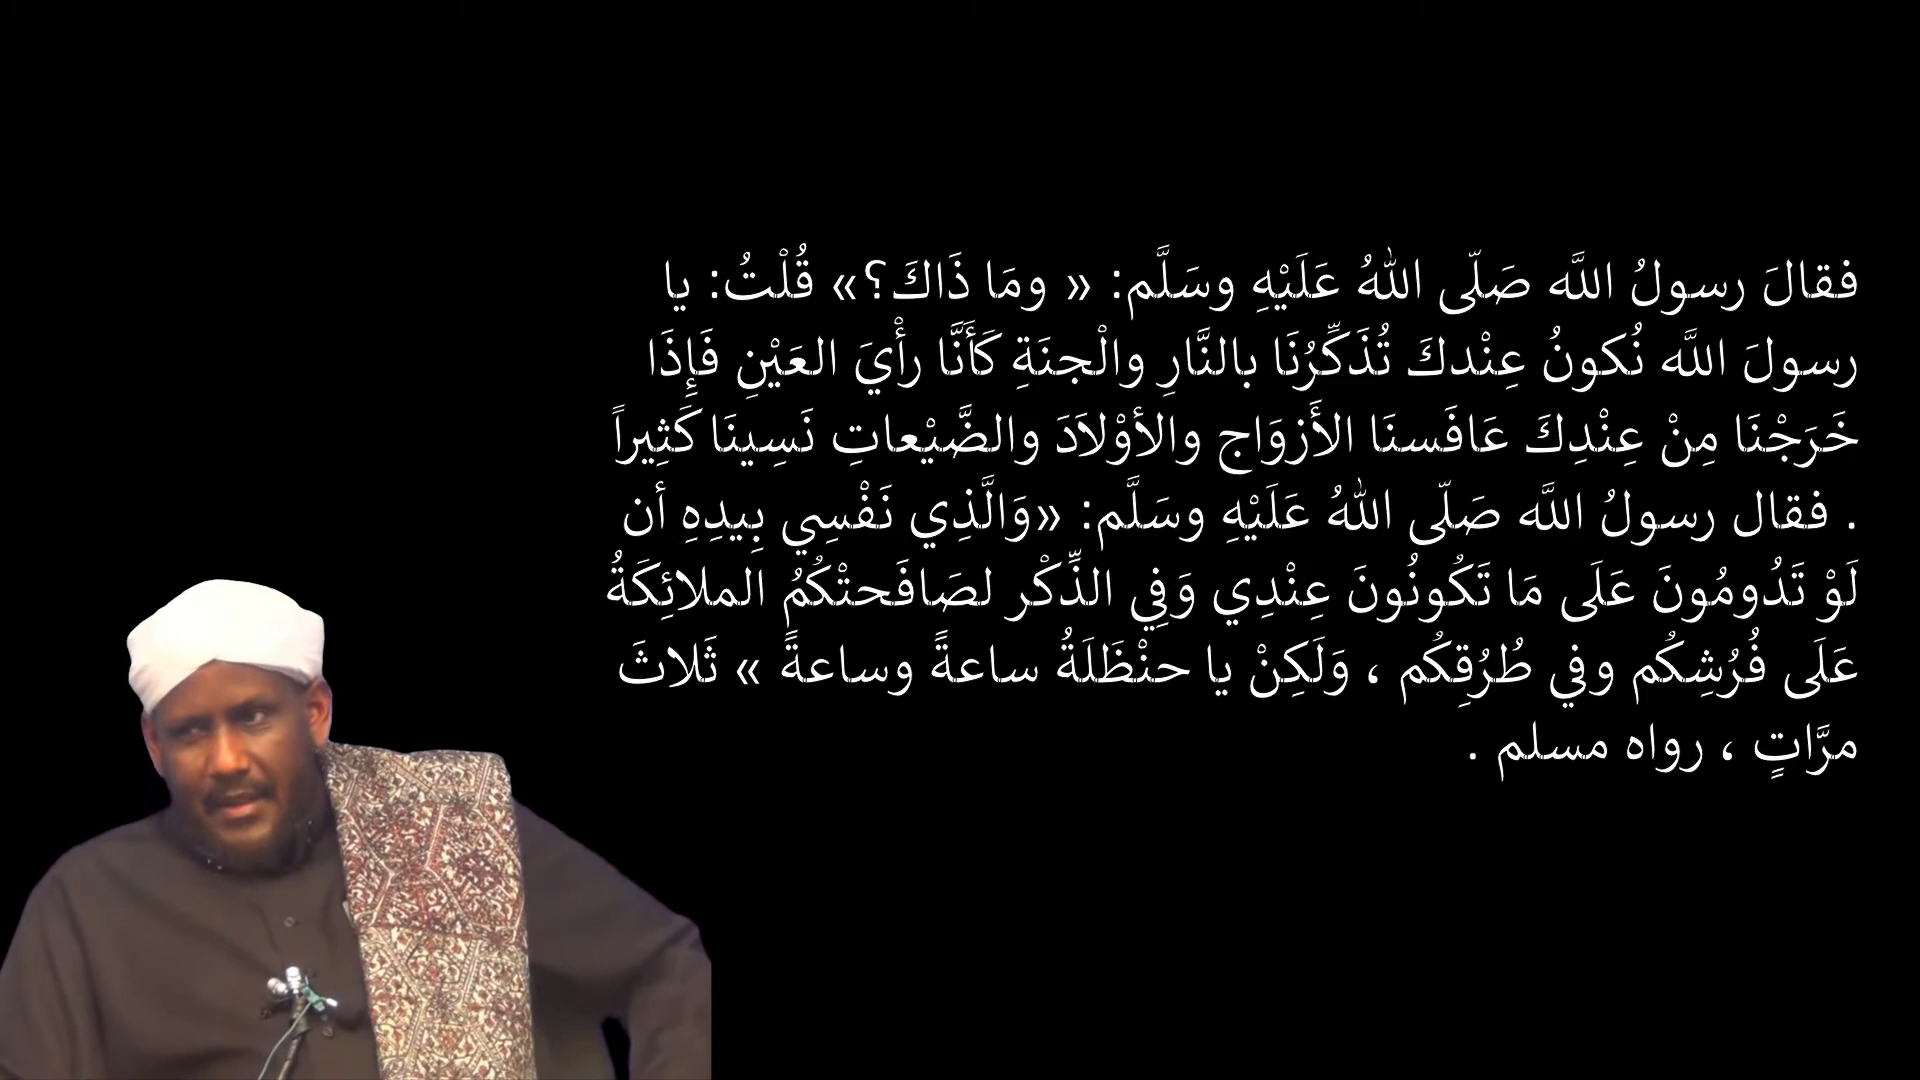 فقالَ رسولُ اللَّه صَلّى اللهُ عَلَيْهِ وسَلَّم: « ومَا ذَاكَ؟» قُلْتُ: يا
رسولَ اللَّه نُكونُ عِنْدكَ تُذَكِّرُنَا بالنَّارِ والْجنَةِ كَأَنَّا رأْيَ العَيْنِ فَإِذَا
خَرَجْنَا مِنْ عِنْدِكَ عَافَسنَا الأَزوَاج والأوْلاَدَ والضَّيْعاتِ نَسِينَا كَثِيراً
. فقال رسولُ اللَّه صَلّى اللهُ عَلَيْهِ وسَلَّم: «وَالَّذِي نَفْسِي بِيدِهِ أن
لَوْ تَدُومُونَ عَلَى مَا تَكُونُونَ عِنْدِي وَفِي الذِّكْر لصَافَحتْكُمُ الملائِكَةُ
عَلَى فُرُشِكُم وفي طُرُقِكُم ، وَلَكِنْ يا حنْظَلَةُ ساعةً وساعةً » ثَلاثَ
مرَّاتٍ ، رواه مسلم .